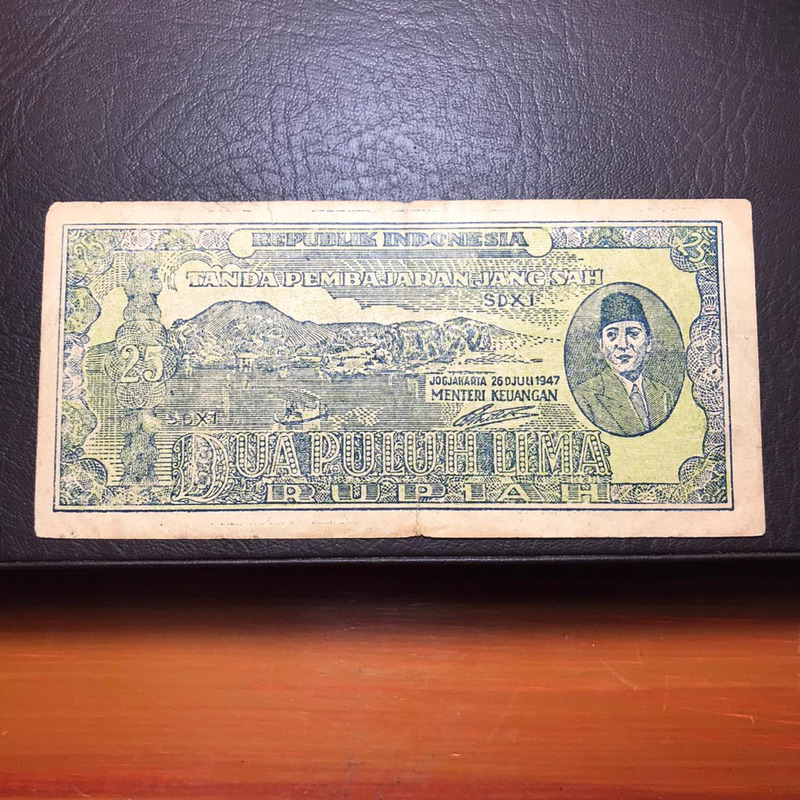 REPUBLIK INDONESIA
25
TANDA PEMBAJARAN JANG SAH
SDX1
25
JOGJAKARTA 26 DJULI 1947
MENTERI KEUANGAN
SDX1
DUA PULUH LIMA
RUPIAH